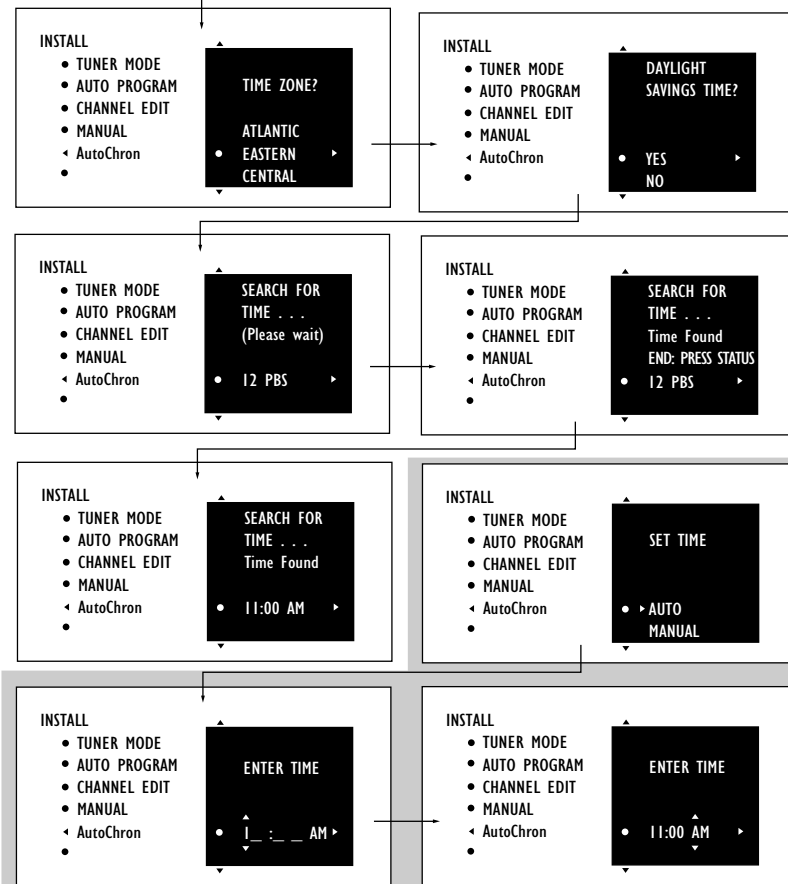 INSTALL
TUNER MODE
AUTO PROGRAM
CHANNEL EDIT
MANUAL
AutoChron
TIME ZONE?
ATLANTIC
EASTERN
CENTRAL
INSTALL
TUNER MODE
AUTO PROGRAM
CHANNEL EDIT
MANUAL
AutoChron
DAYLIGHT
SAVINGS TIME?
YES
NO
INSTALL
TUNER MODE
AUTO PROGRAM
CHANNEL EDIT
MANUAL
AutoChron
SEARCH FOR
TIME . . .
(Please wait)
12 PBS
INSTALL
TUNER MODE
AUTO PROGRAM
CHANNEL EDIT
MANUAL
AutoChron
SEARCH FOR
TIME . . .
Time Found
END: PRESS STATUS
12 PBS
INSTALL
TUNER MODE
AUTO PROGRAM
CHANNEL EDIT
MANUAL
AutoChron
SEARCH FOR
TIME . . .
Time Found
11:00 AM
INSTALL
TUNER MODE
AUTO PROGRAM
CHANNEL EDIT
MANUAL
AutoChron
SET TIME
AUTO
MANUAL
INSTALL
TUNER MODE
AUTO PROGRAM
CHANNEL EDIT
MANUAL
AutoChron
ENTER TIME
1_ :_ _ AM
INSTALL
TUNER MODE
AUTO PROGRAM
CHANNEL EDIT
MANUAL
AutoChron
ENTER TIME
11:00 AM